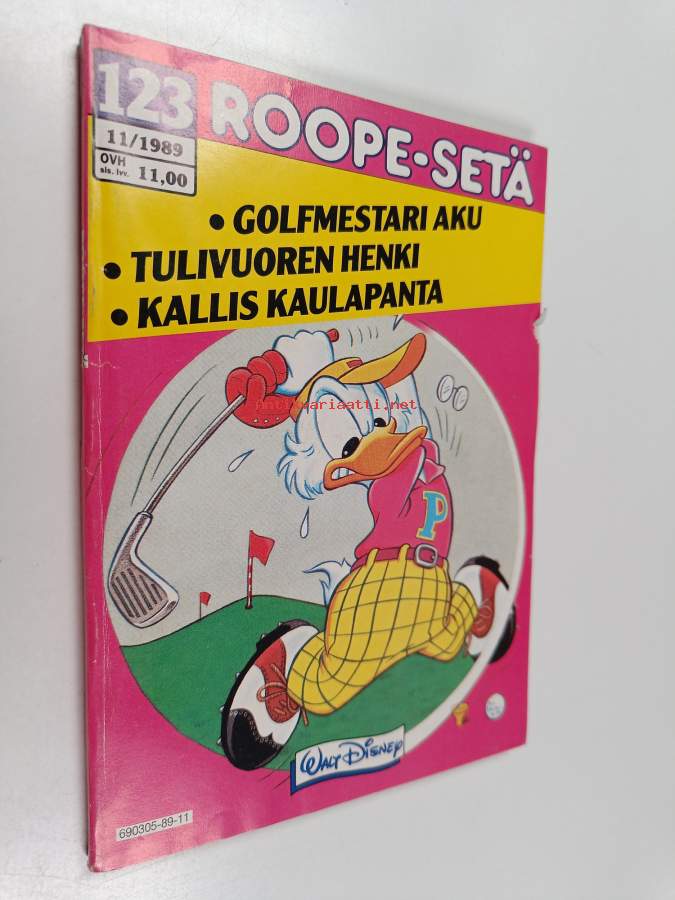 123
ROOPE-SETÄ
11/1989
OVH
sis. lvv. 11,00
• GOLFMESTARI AKU
• TULIVUOREN HENKI
• KALLIS KAULAPANTA
antikvariaatti.net
P
WALT DISNEY
690305-89-11